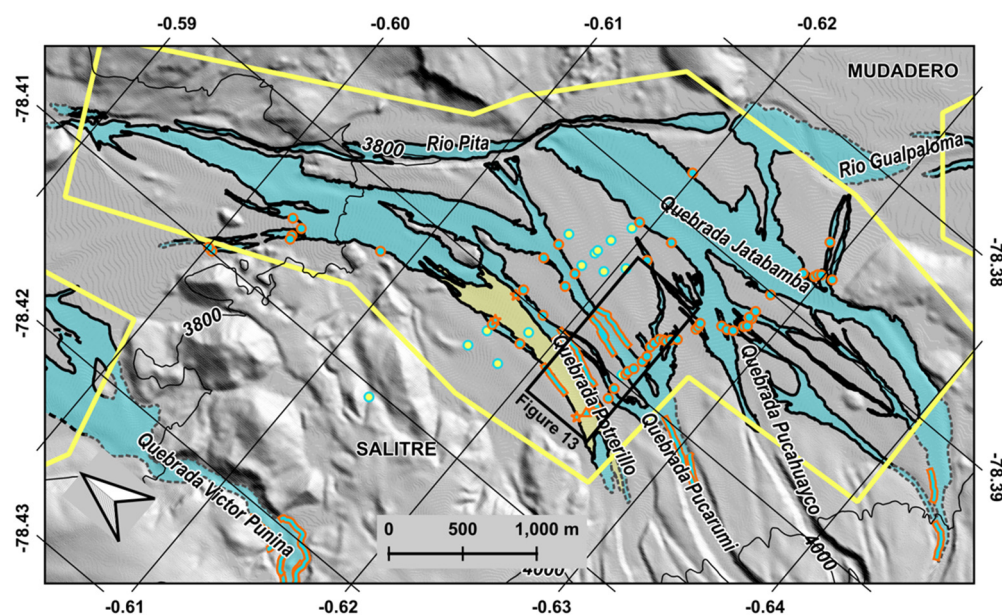 -0.59
-0.60
-0.61
-0.62
MUDADERO
-78.41
3800
Rio Pita
Rio Gualpaloma
Quebrada Jatabamba
-78.38
-78.42
3800
Quebrada Potrerillo
Quebrada Pucahuayco
Figure 13
SALITRE
Quebrada Pucarumi
-78.39
Quebrada Victor Punina
-78.43
0 500 1,000 m
4000
4000
-0.61
-0.62
-0.63
-0.64